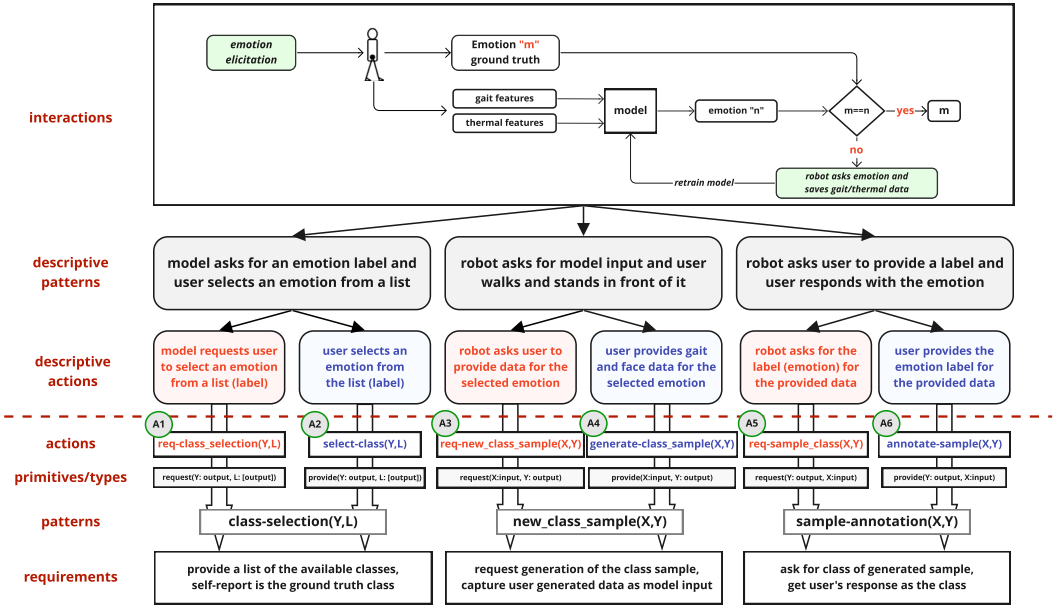 interactions
emotion
elicitation
Emotion "m"
ground truth
gait features
thermal features
model
emotion "n"
m==n
yes
m
no
robot asks emotion and
saves gait/thermal data
retrain model
descriptive
patterns
model asks for an emotion label and
user selects an emotion from a list
robot asks for model input and user
walks and stands in front of it
robot asks user to provide a label and
user responds with the emotion
descriptive
actions
model requests user
to select an emotion
from a list (label)
user selects an
emotion from
the list (label)
robot asks user to
provide data for the
selected emotion
user provides gait
and face data for the
selected emotion
robot asks for the
label (emotion) for
the provided data
user provides the
emotion label for
the provided data
actions
A1
req-class_selection(Y,L)
A2
select-class(Y,L)
A3
req-new_class_sample(X,Y)
A4
generate-class_sample(X,Y)
A5
req-sample_class(X,Y)
A6
annotate-sample(X,Y)
primitives/types
request(Y: output, L: [output])
provide(Y: output, L: [output])
request(X:input, Y: output)
provide(X:input, Y: output)
request(Y: output, X:input)
provide(Y: output, X:input)
patterns
class-selection(Y,L)
new_class_sample(X,Y)
sample-annotation(X,Y)
requirements
provide a list of the available classes,
self-report is the ground truth class
request generation of the class sample,
capture user generated data as model input
ask for class of generated sample,
get user's response as the class